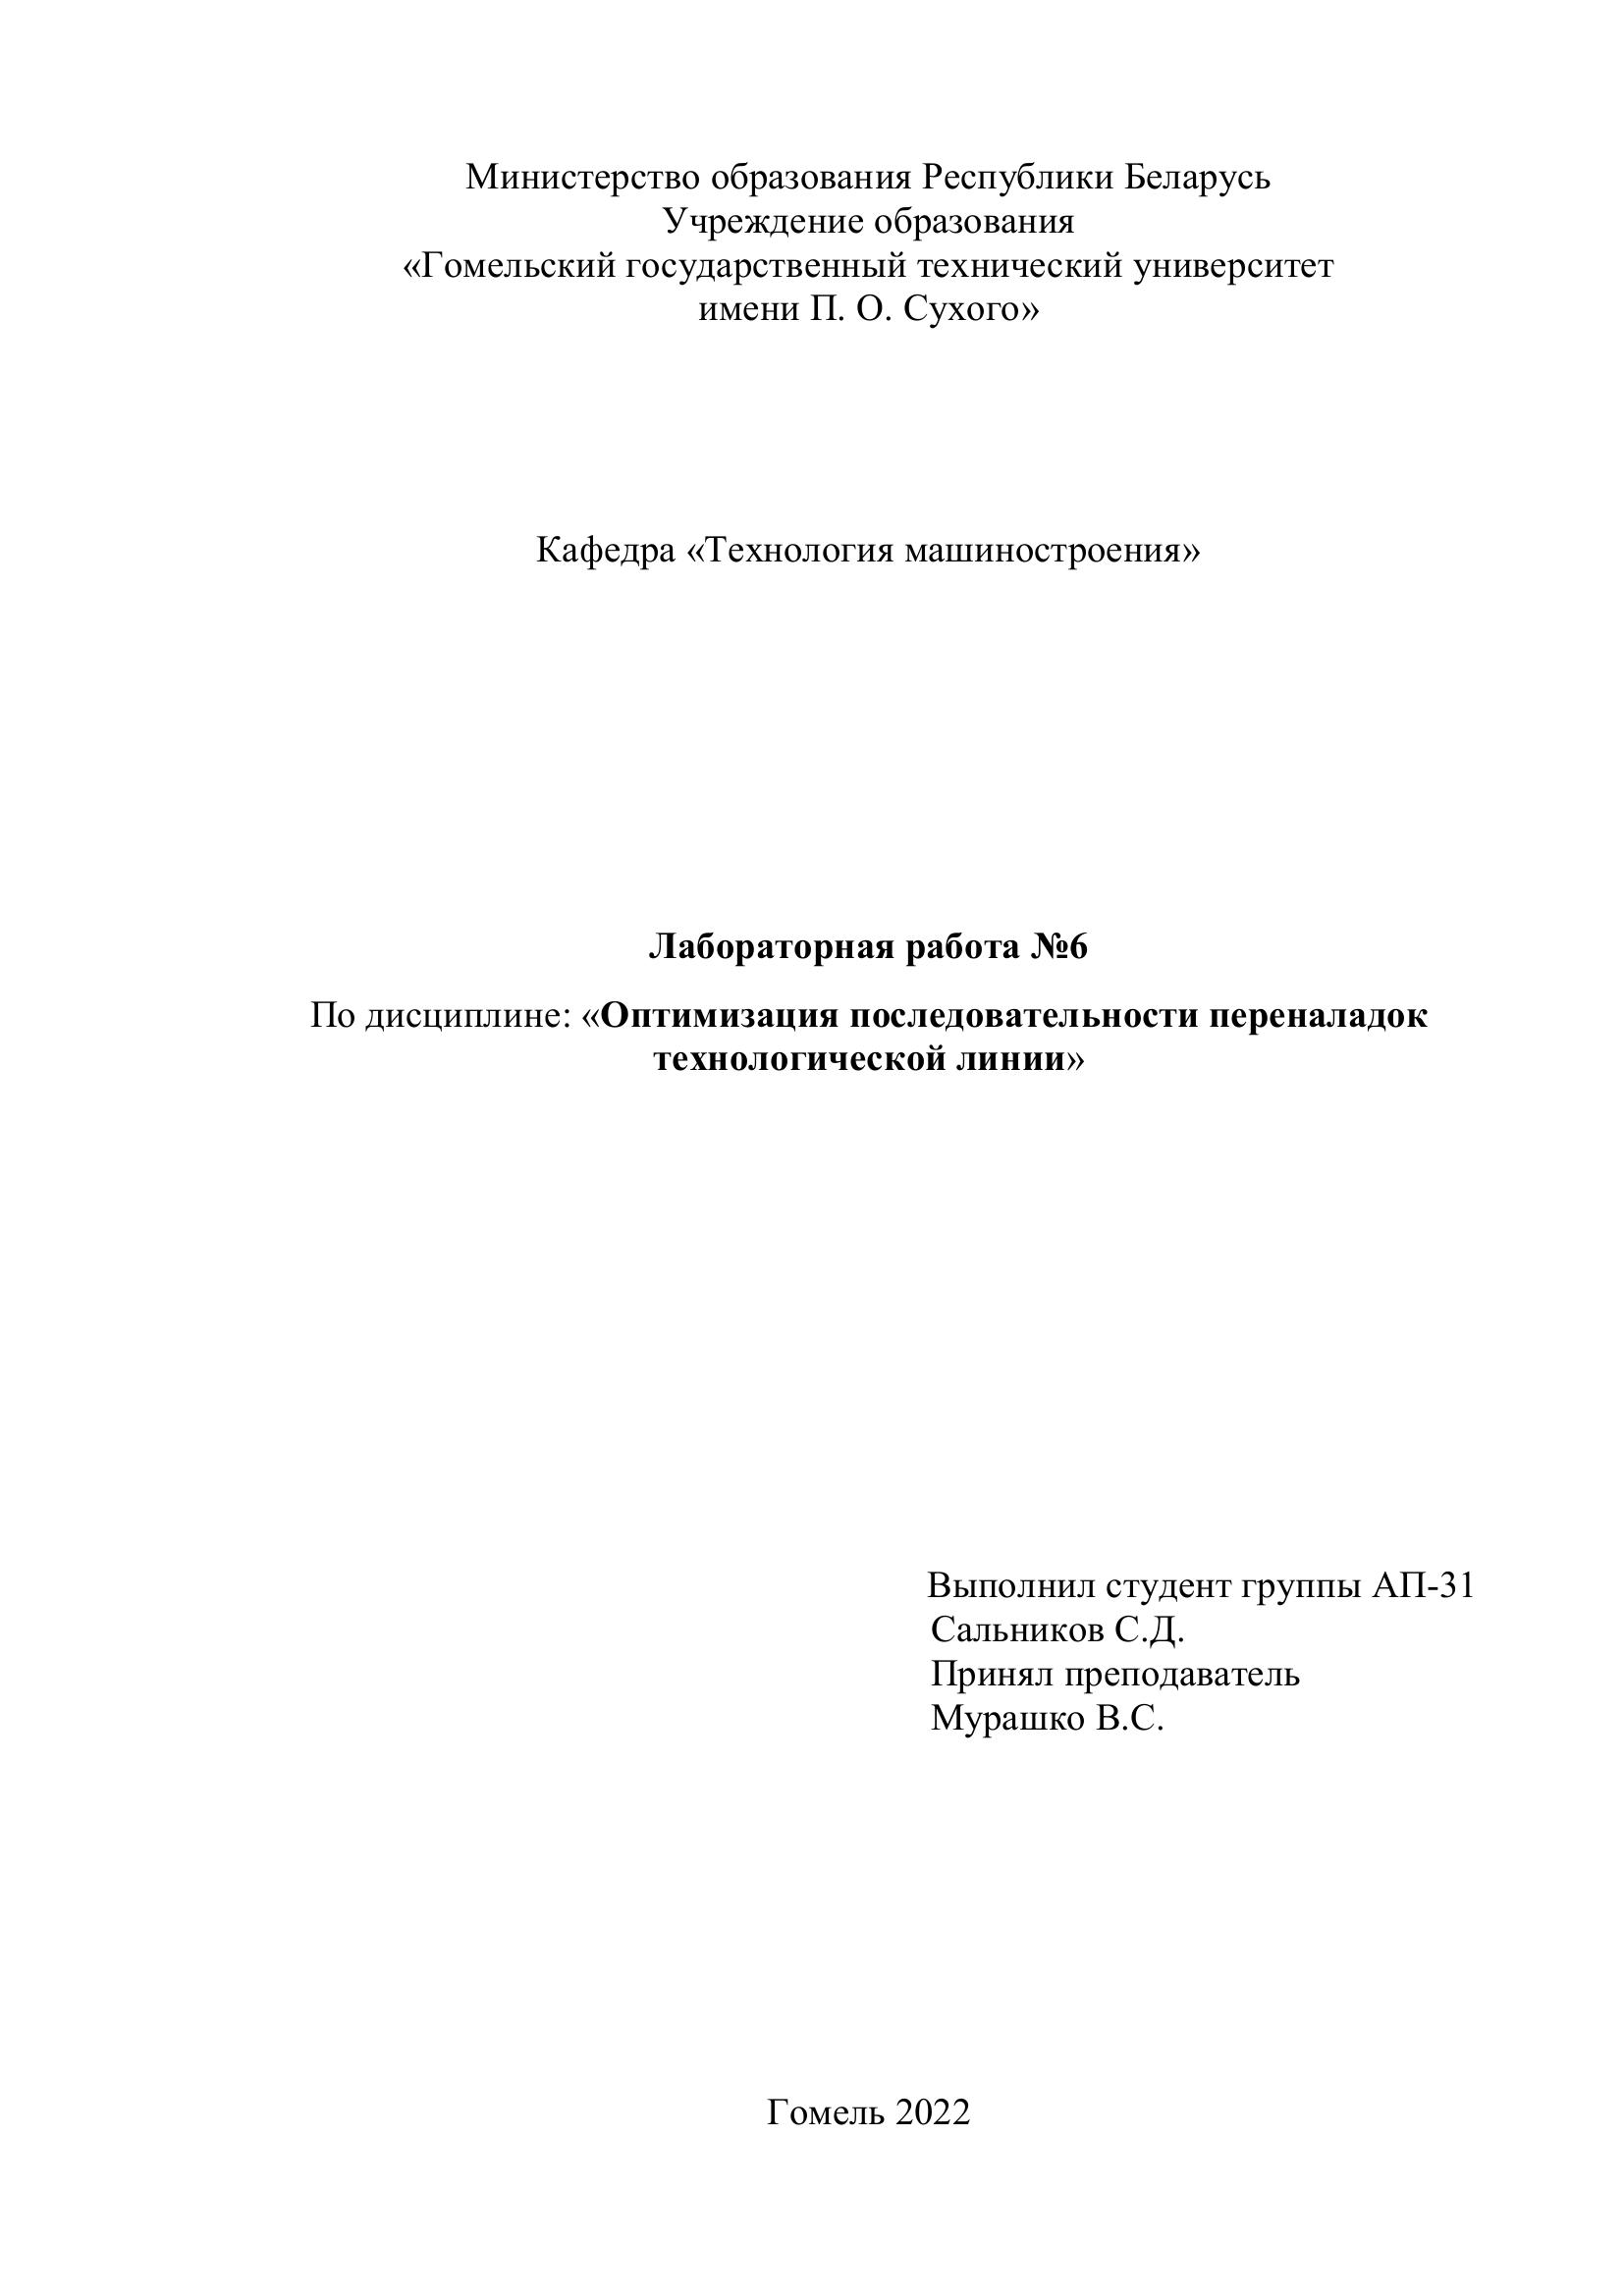 Министерство образования Республики Беларусь
Учреждение образования
«Гомельский государственный технический университет
имени П. О. Сухого»
Кафедра «Технология машиностроения»
Лабораторная работа №6
По дисциплине: «Оптимизация последовательности переналадок
технологической линии»
Выполнил студент группы АП-31
Сальников С.Д.
Принял преподаватель
Мурашко В.С.
Гомель 2022